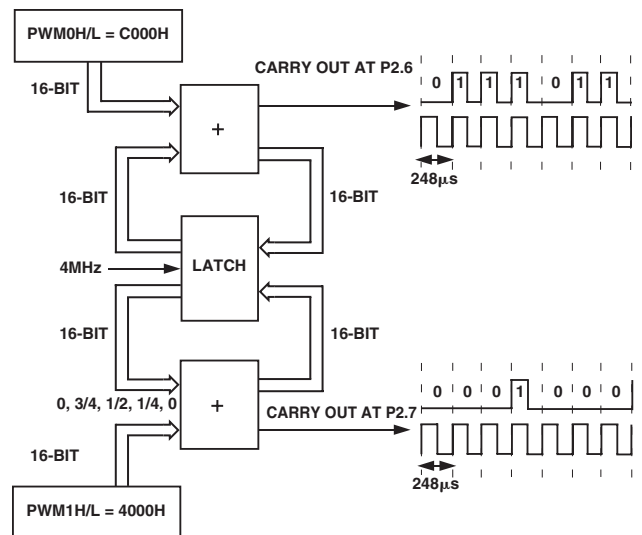 PWM0H/L = C000H
16-BIT
CARRY OUT AT P2.6
0 1 1 1 0 1 1
+
248µs
16-BIT
16-BIT
4MHz
LATCH
16-BIT
16-BIT
0, 3/4, 1/2, 1/4, 0
+
CARRY OUT AT P2.7
0 0 0 1 0 0 0
16-BIT
248µs
PWM1H/L = 4000H